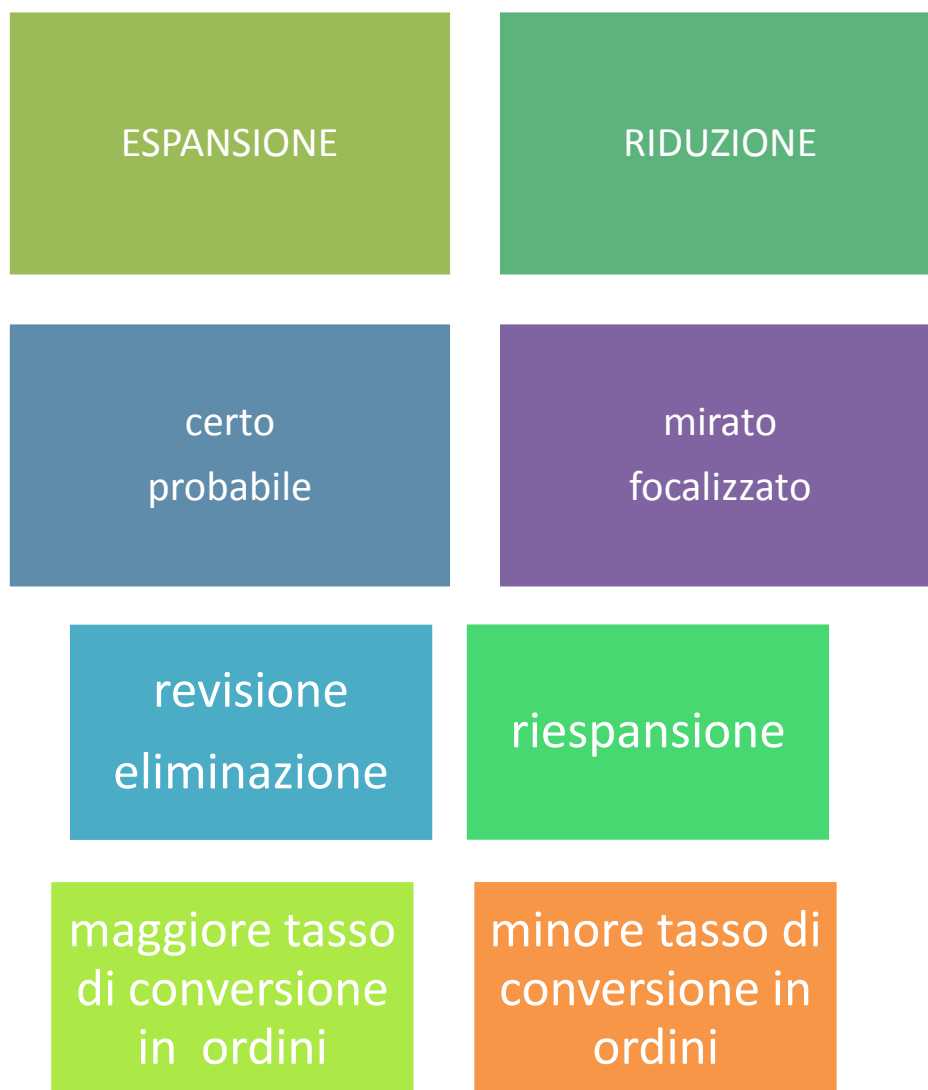 ESPANSIONE
RIDUZIONE
certo
probabile
mirato
focalizzato
revisione
eliminazione
riespansione
maggiore tasso
di conversione
in ordini
minore tasso di
conversione in
ordini